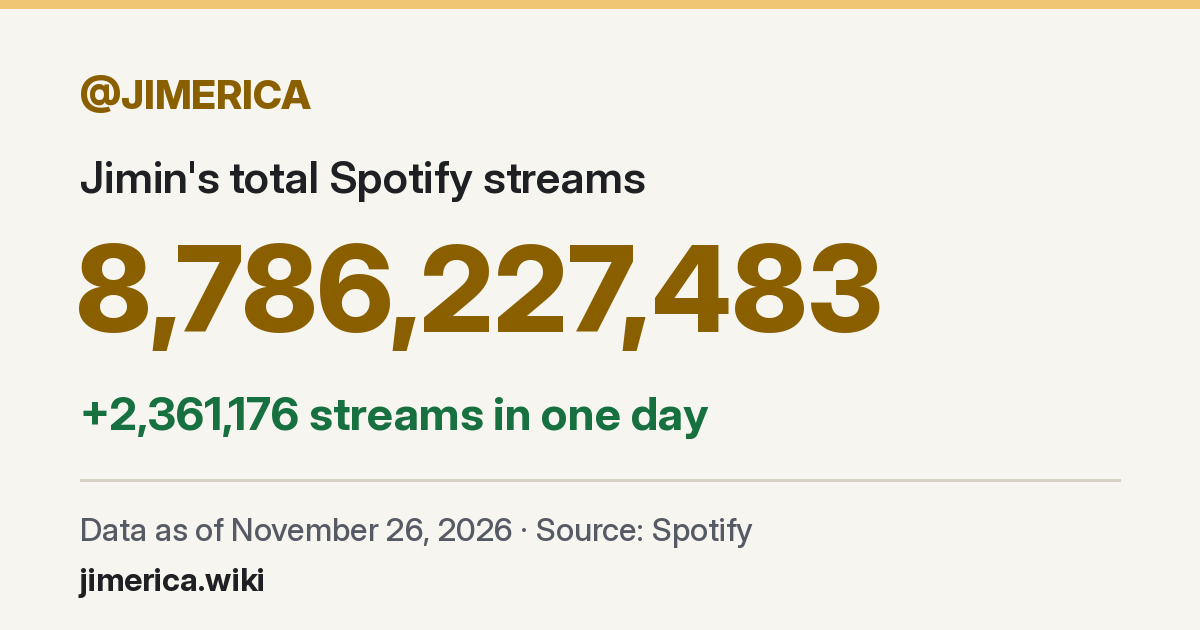 @JIMERICA
Jimin's total Spotify streams
8,786,227,483
+2,361,176 streams in one day
Data as of November 26, 2026 · Source: Spotify
jimerica.wiki